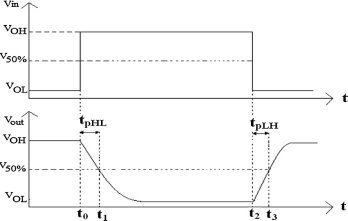 Vin
VOH
V50%
VOL
t
Vout
tpHL
tpLH
VOH
V50%
VOL
t
t0 t1 t2 t3